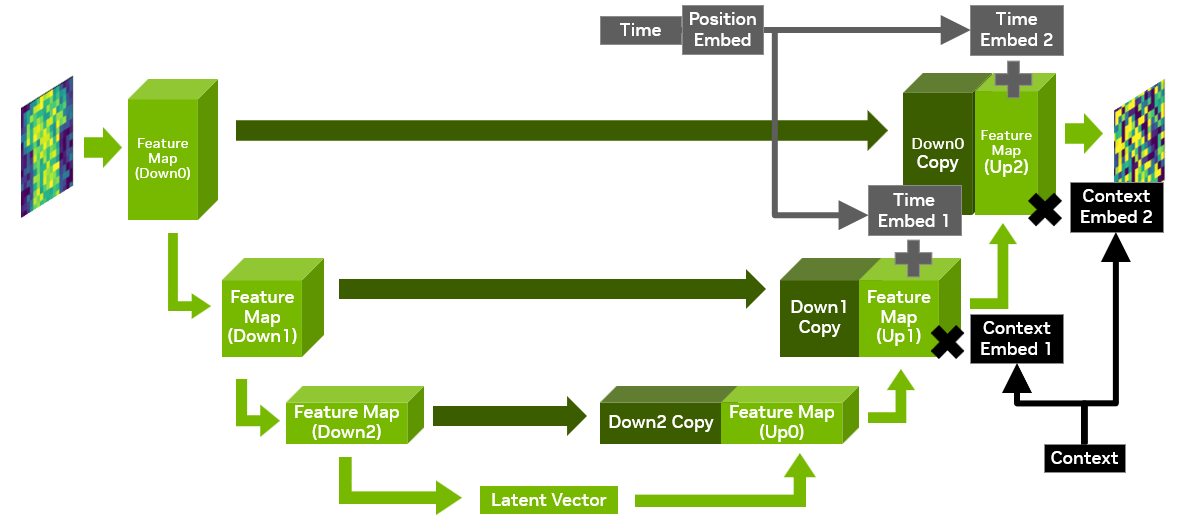 Time
Position
Embed
Time
Embed 2
Feature
Map
(Down0)
Down0
Copy
Feature
Map
(Up2)
Time
Embed 1
Context
Embed 2
Feature
Map
(Down1)
Down1
Copy
Feature
Map
(Up1)
Context
Embed 1
Feature Map
(Down2)
Down2 Copy
Feature Map
(Up0)
Context
Latent Vector